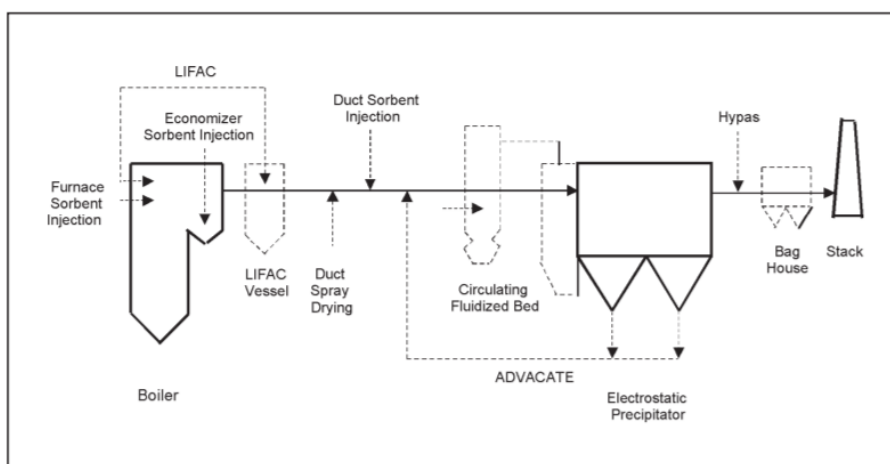 LIFAC
Economizer
Sorbent Injection
Duct Sorbent
Injection
Hypas
Furnace
Sorbent
Injection
LIFAC
Vessel
Duct
Spray
Drying
Circulating
Fluidized Bed
Bag
House
Stack
ADVACATE
Boiler
Electrostatic
Precipitator